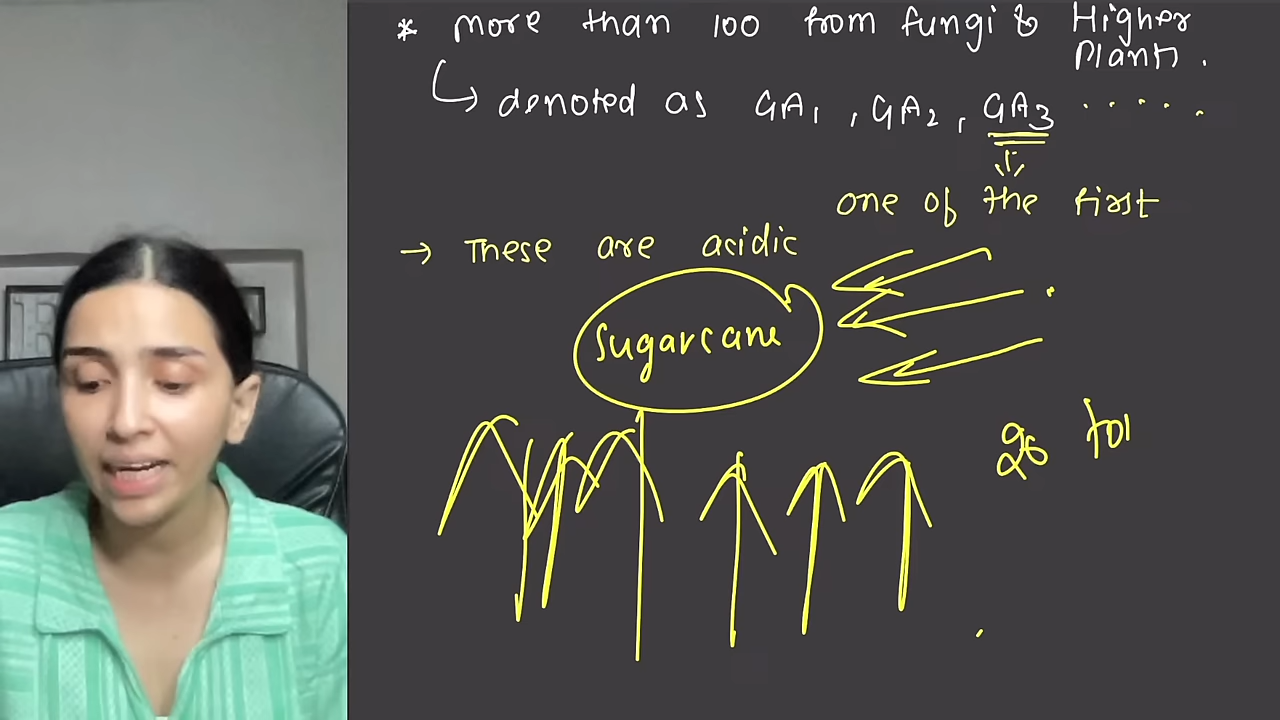 * more than 100 from fungi & Higher
Plants.
↳ denoted as GA1, GA2, GA3 .....
one of the first
→ These are acidic
Sugarcane